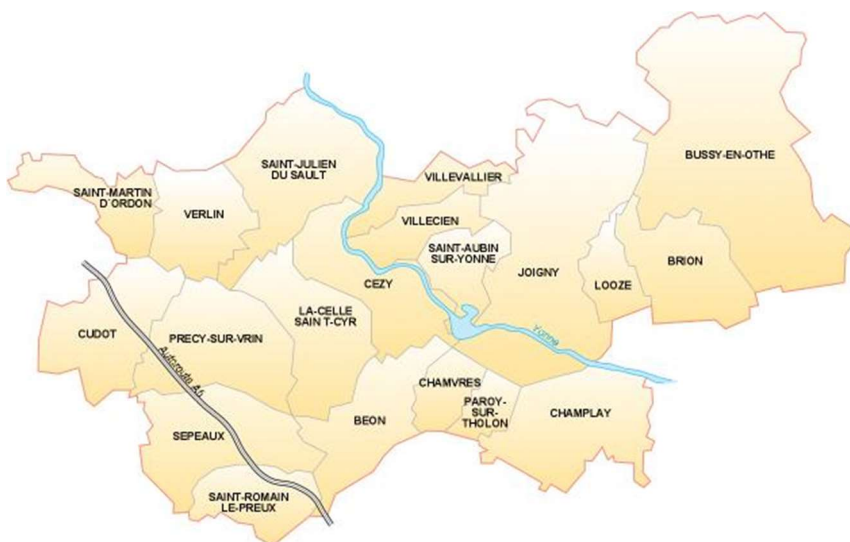 BUSSY-EN-OTHE
SAINT-JULIEN
DU SAULT
VILLEVALLIER
SAINT-MARTIN
D'ORDON
VERLIN
VILLECIEN
SAINT-AUBIN
SUR-YONNE
JOIGNY
LOOZE
BRION
CEZY
LA-CELLE
SAIN T-CYR
CUDOT
PRECY-SUR-VRIN
Yonne
Autoroute A6
CHAMVRES
PAROY-
SUR-
THOLON
CHAMPLAY
BEON
SEPEAUX
SAINT-ROMAIN
LE-PREUX